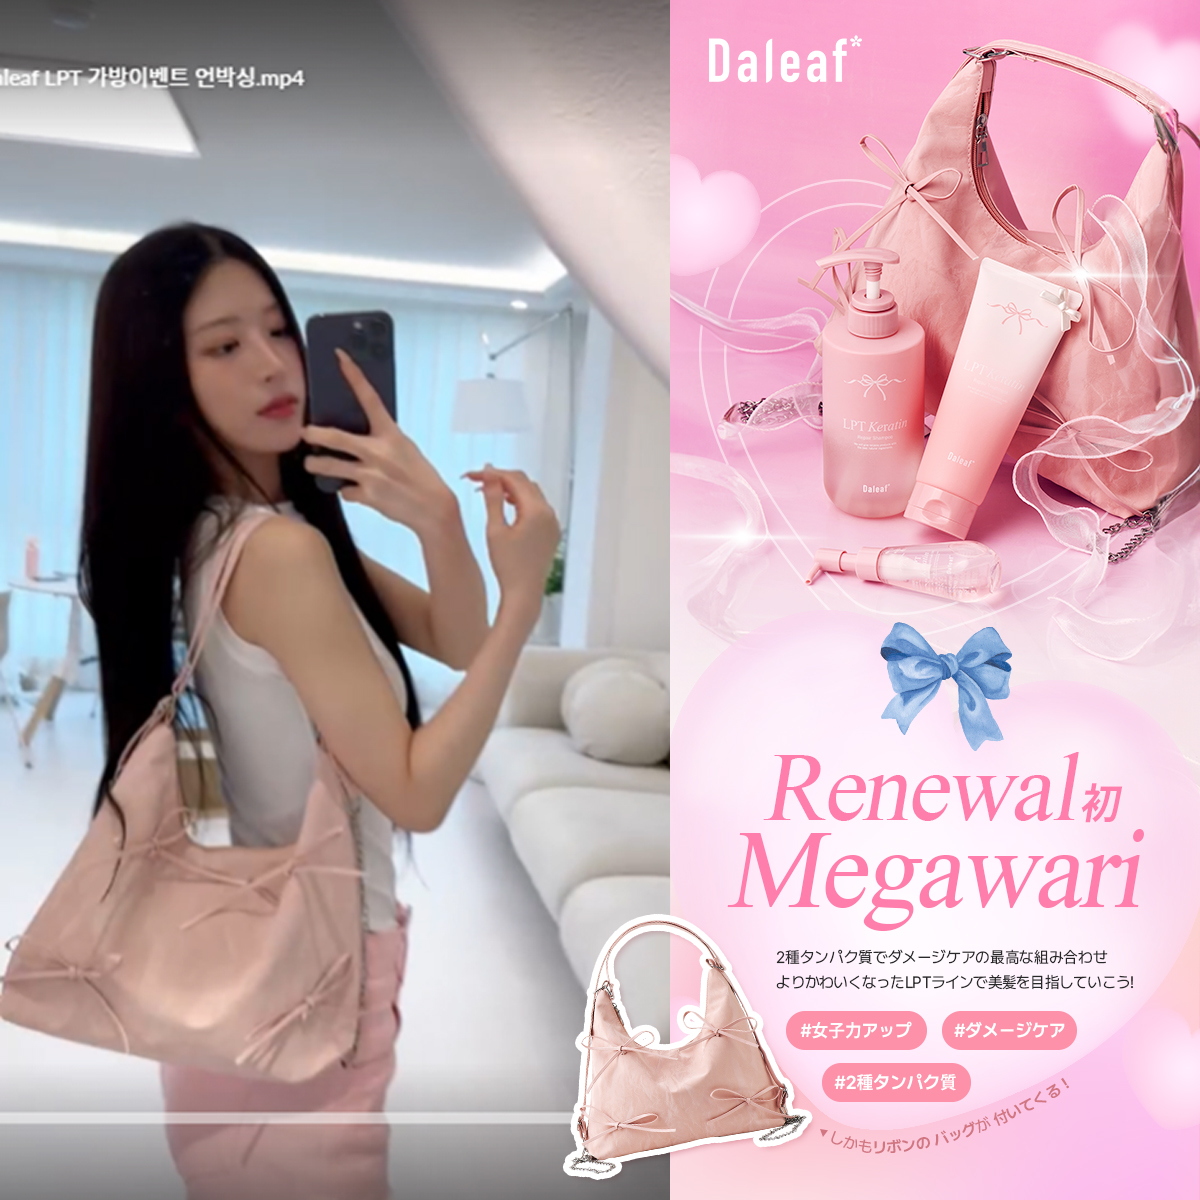 aleaf LPT 가방이벤트 언박싱.mp4
Daleaf*
LPT Keratin
Daleaf*
LPT Keratin
Daleaf*
Renewal初
Megawari
2種タンパク質でダメージケアの最高な組み合わせ
よりかわいくなったLPTラインで美髪を目指していこう!
#女子力アップ
#ダメージケア
#2種タンパク質
▼しかもリボンのバッグが付いてくる!